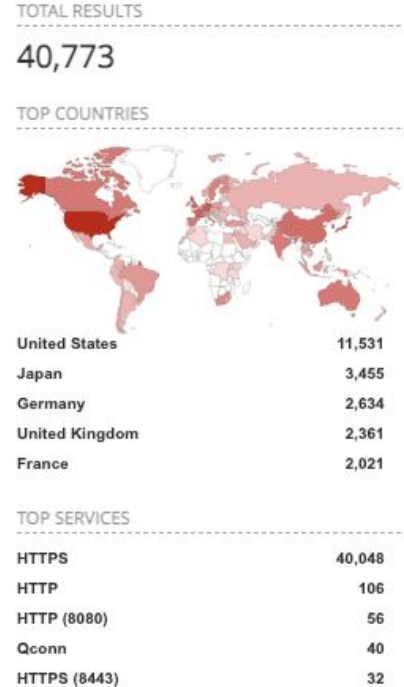 TOTAL RESULTS
40,773
TOP COUNTRIES
United States 11,531
Japan 3,455
Germany 2,634
United Kingdom 2,361
France 2,021
TOP SERVICES
HTTPS 40,048
HTTP 106
HTTP (8080) 56
Qconn 40
HTTPS (8443) 32